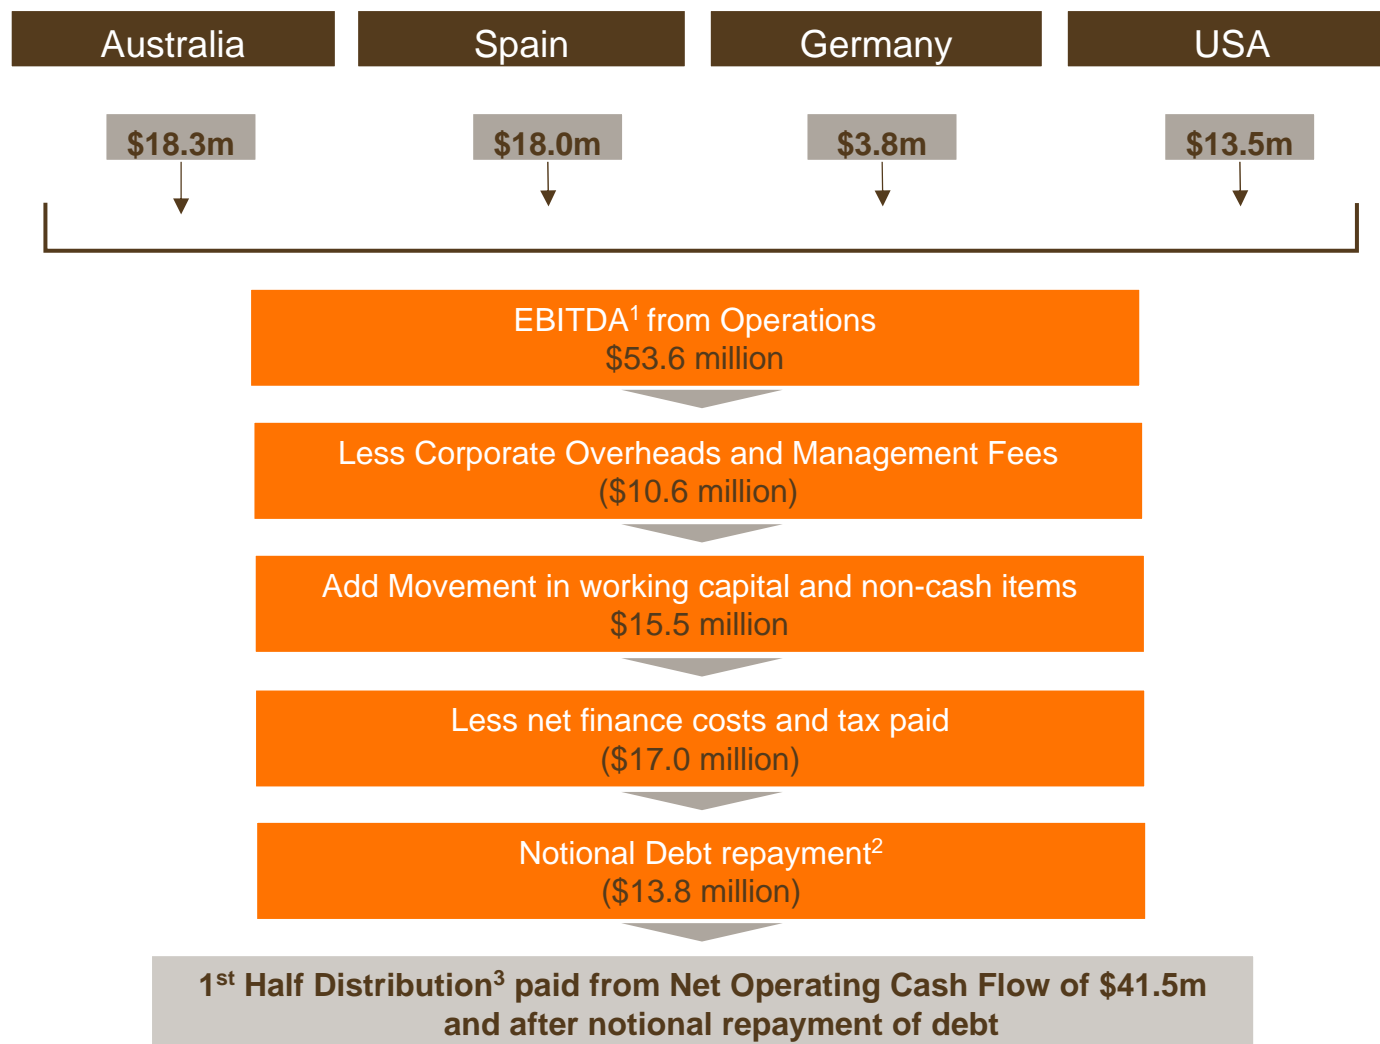 Australia
Spain
Germany
USA
$18.3m
$18.0m
$3.8m
$13.5m
EBITDA¹ from Operations
$53.6 million
Less Corporate Overheads and Management Fees
($10.6 million)
Add Movement in working capital and non-cash items
$15.5 million
Less net finance costs and tax paid
($17.0 million)
Notional Debt repayment²
($13.8 million)
1st Half Distribution³ paid from Net Operating Cash Flow of $41.5m
and after notional repayment of debt